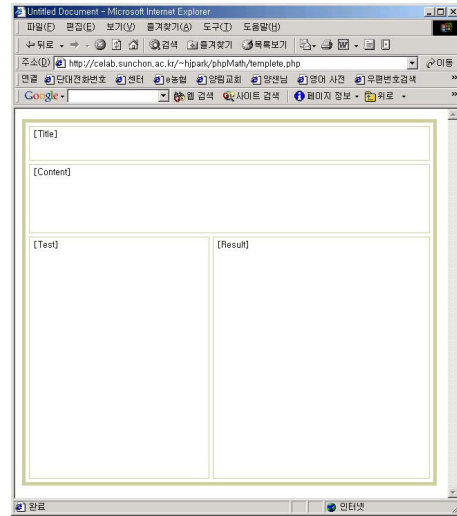 Untitled Document - Microsoft Internet Explorer
파일(F) 편집(E) 보기(V) 즐겨찾기(A) 도구(T) 도움말(H)
뒤로 검색 즐겨찾기 목록보기
주소(D) http://celab.sunchon.ac.kr/~hjpark/phpMath/templete.php 이동
연결 단대전화번호 센터 e농협 양림교회 양샌님 영어 사전 우편번호검색 »
Google 웹 검색 사이트 검색 페이지 정보 위로 »
[Title]
[Content]
[Test] [Result]
완료 인터넷